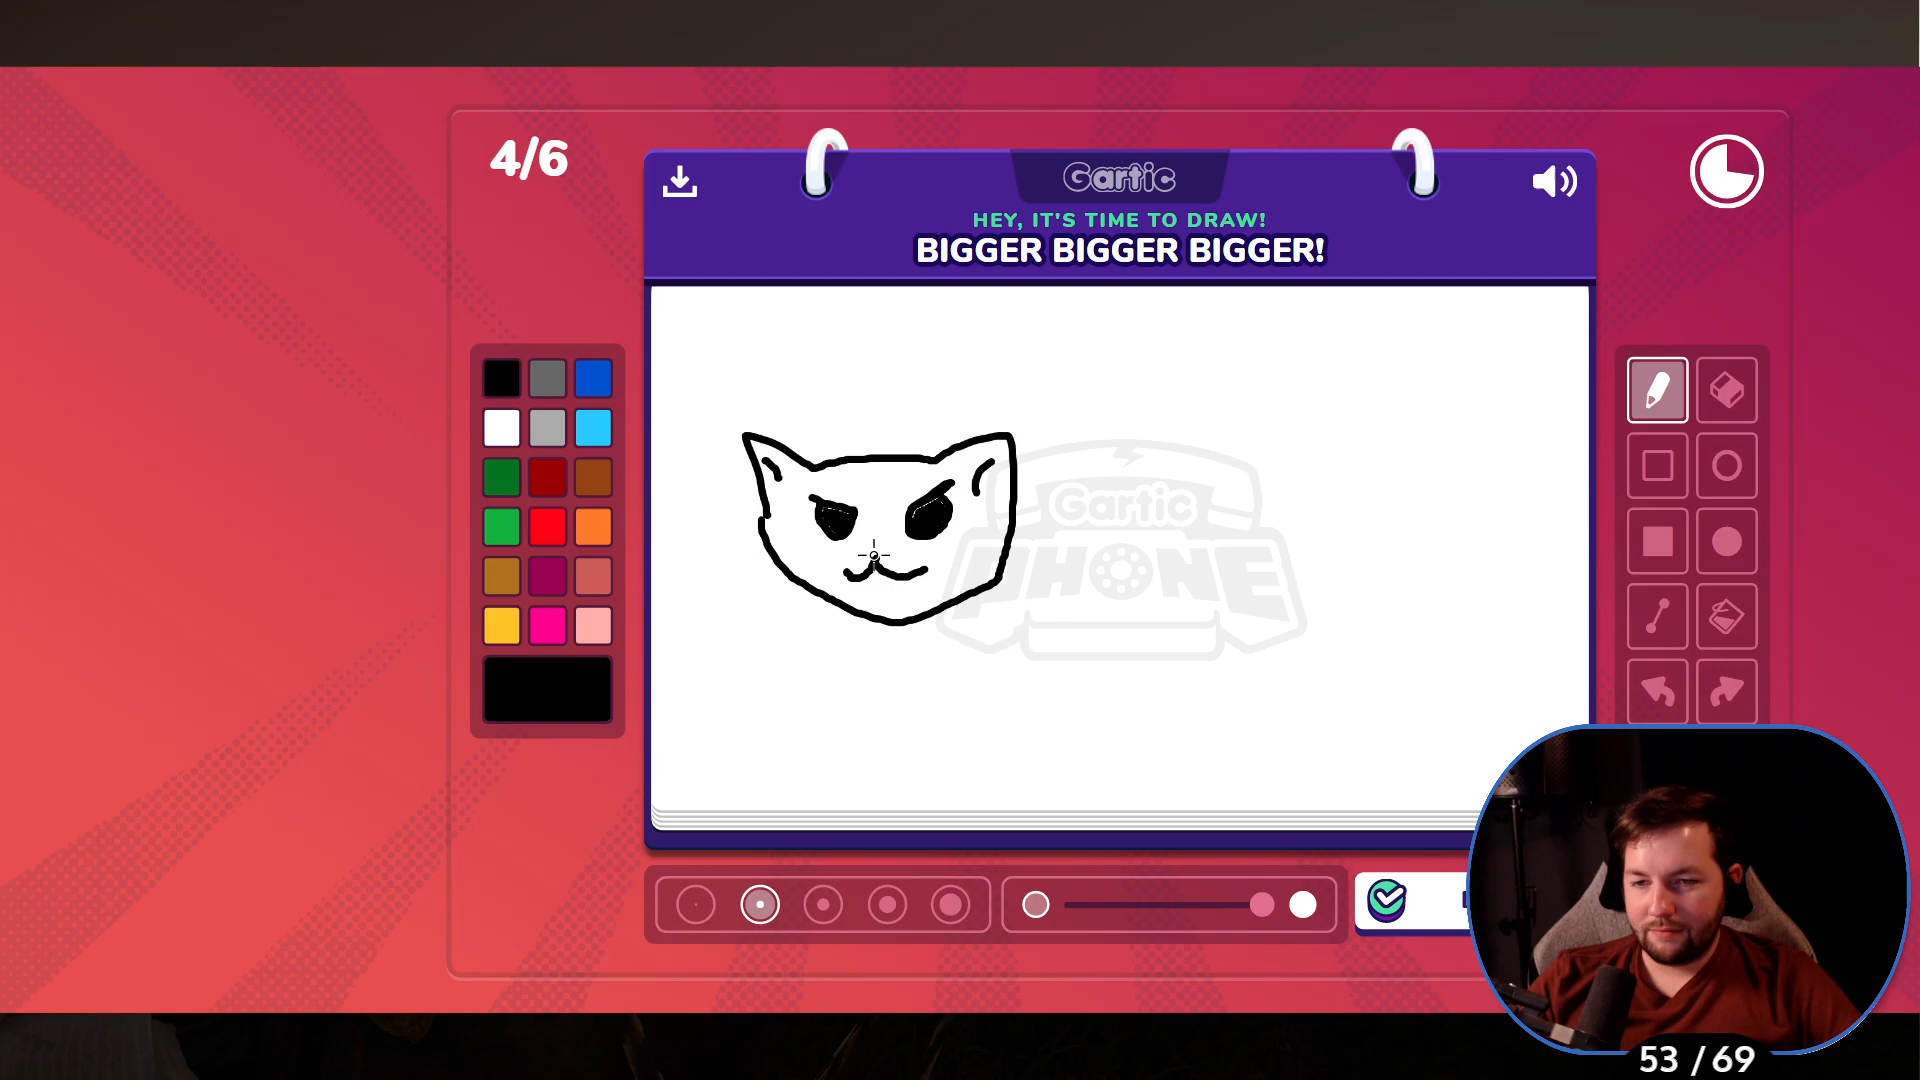 4/6
Gartic
HEY, IT'S TIME TO DRAW!
BIGGER BIGGER BIGGER!
Gartic
PHONE
53 / 69